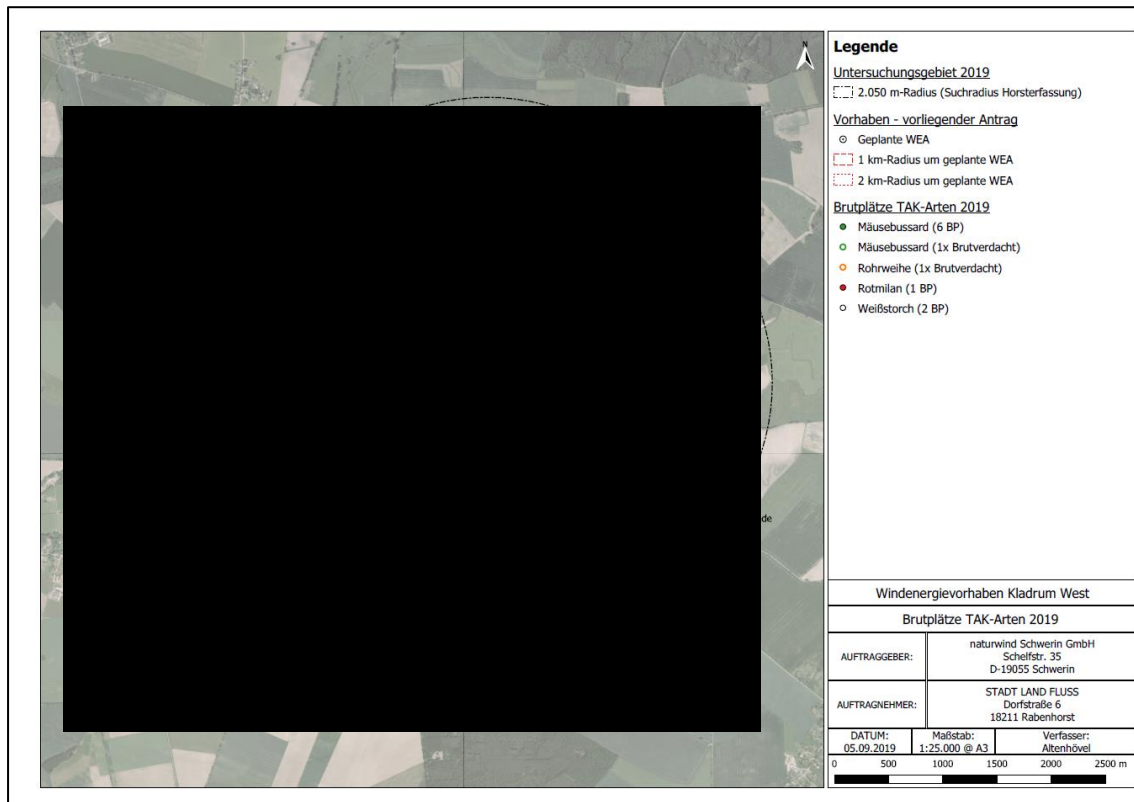 N
Legende
Untersuchungsgebiet 2019
2.050 m-Radius (Suchradius Horsterfassung)
Vorhaben - vorliegender Antrag
Geplante WEA
1 km-Radius um geplante WEA
2 km-Radius um geplante WEA
Brutplätze TAK-Arten 2019
Mäusebussard (6 BP)
Mäusebussard (1x Brutverdacht)
Rohrweihe (1x Brutverdacht)
Rotmilan (1 BP)
Weißstorch (2 BP)
de
Windenergievorhaben Kladrum West
Brutplätze TAK-Arten 2019
AUFTRAGGEBER:
naturwind Schwerin GmbH
Schelfstr. 35
D-19055 Schwerin
AUFTRAGNEHMER:
STADT LAND FLUSS
Dorfstraße 6
18211 Rabenhorst
DATUM:
05.09.2019
Maßstab:
1:25.000 @ A3
Verfasser:
Altenhövel
0 500 1000 1500 2000 2500 m